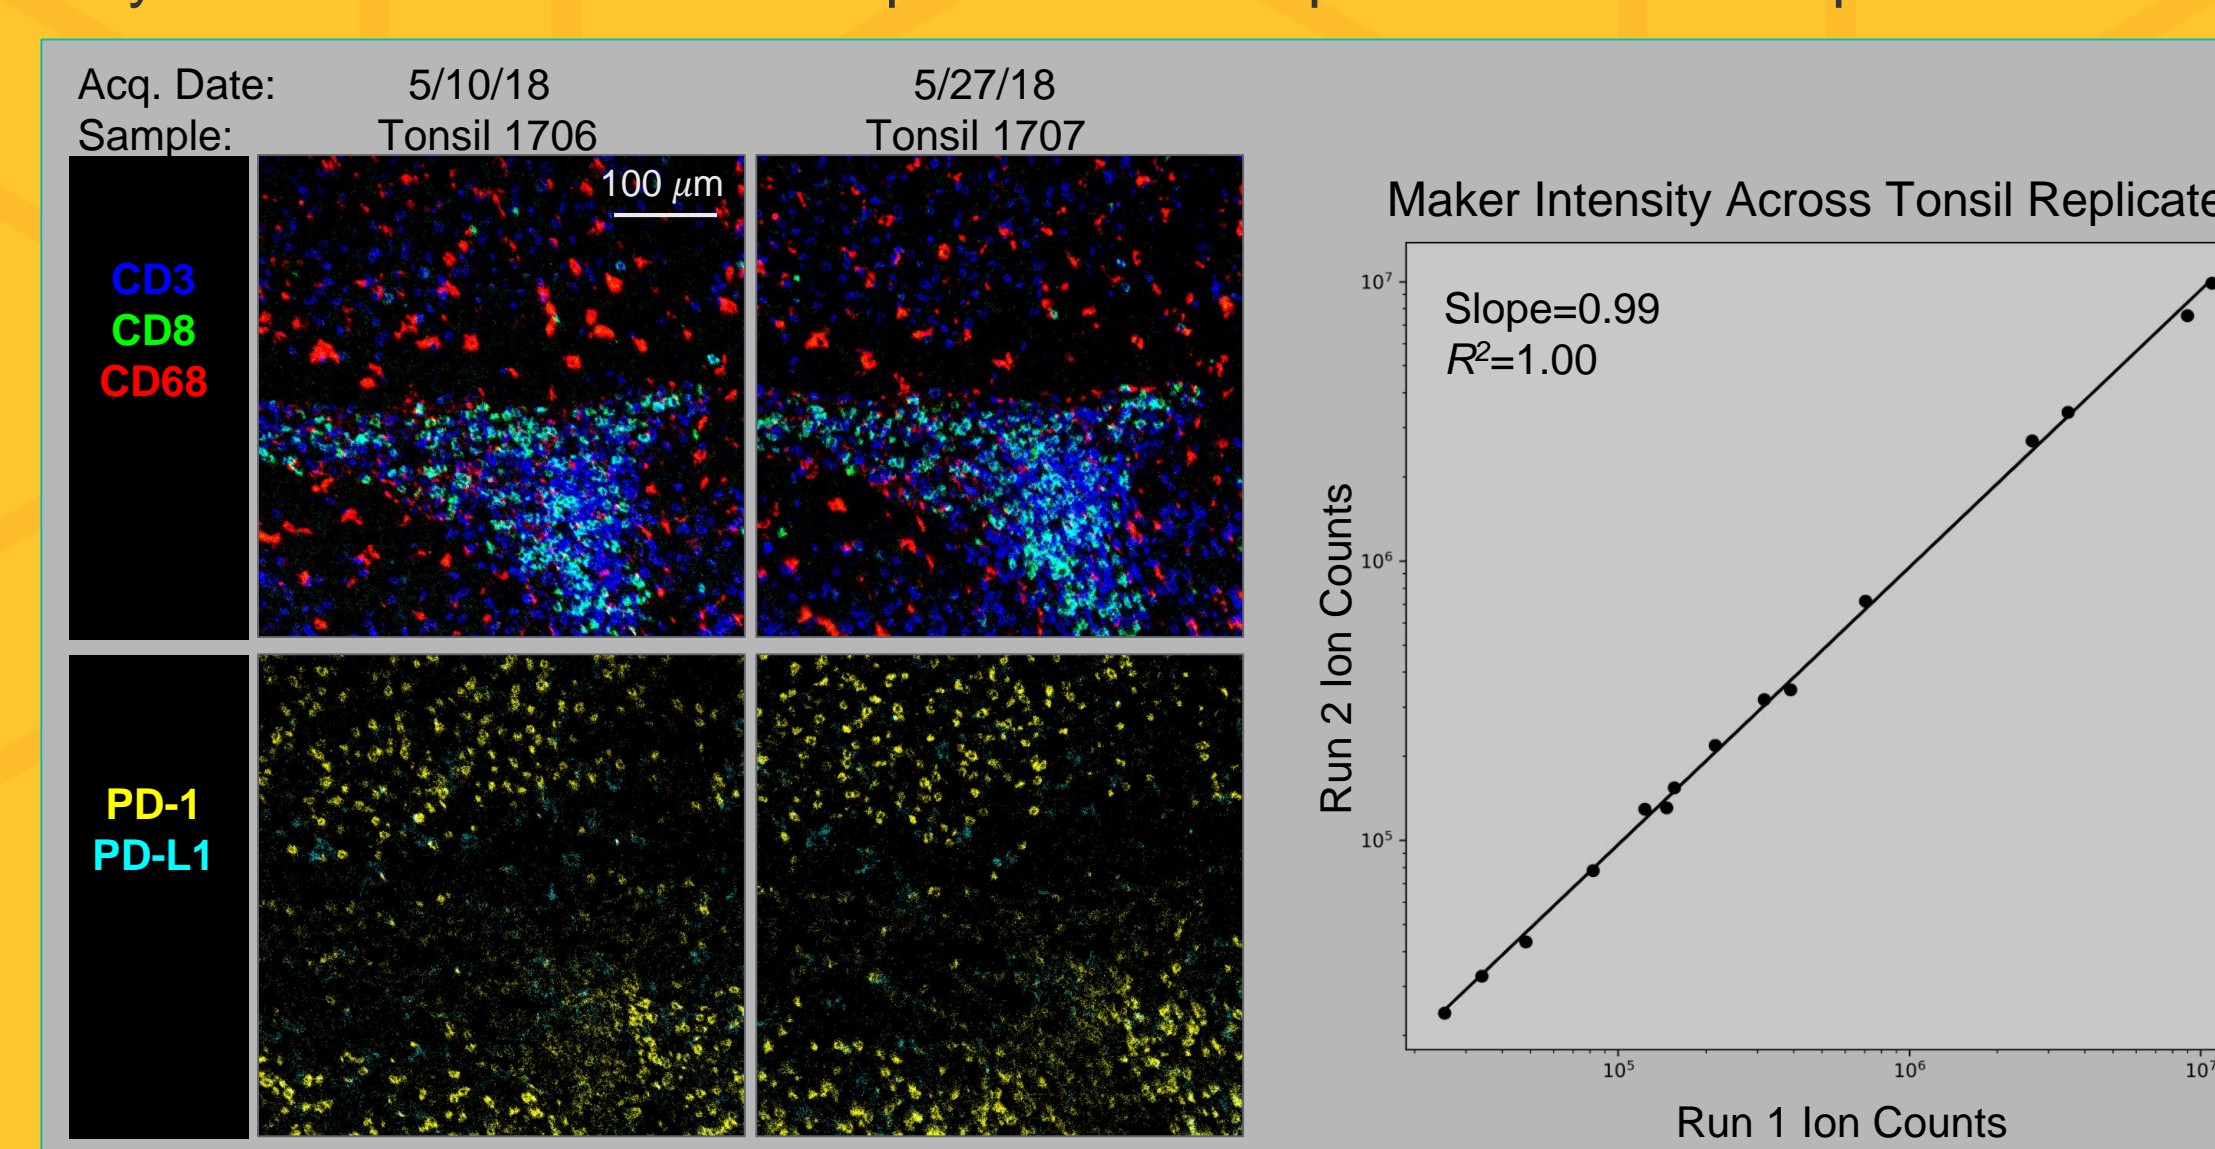 Acq. Date: 5/10/18 5/27/18
Sample: Tonsil 1706 Tonsil 1707
100 μm
CD3
CD8
CD68
PD-1
PD-L1
Maker Intensity Across Tonsil Replicate
Slope=0.99
R²=1.00
10⁷
10⁶
10⁵
Run 2 Ion Counts
10⁵ 10⁶ 10⁷
Run 1 Ion Counts